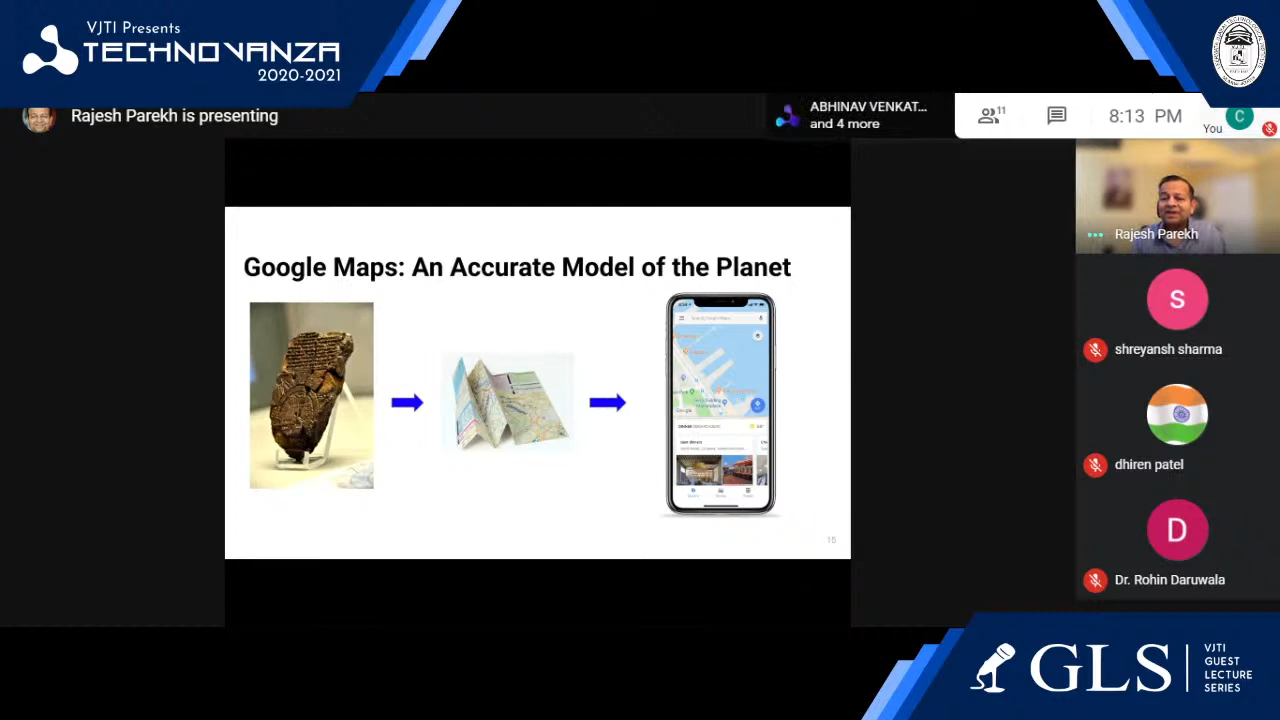 VJTI Presents
TECHNOVANZA
2020-2021
Rajesh Parekh is presenting
ABHINAV VENKAT...
and 4 more
11
8:13 PM
You
C
Google Maps: An Accurate Model of the Planet
Google
15
Rajesh Parekh
S
shreyansh sharma
dhiren patel
D
Dr. Rohin Daruwala
GLS
VJTI
GUEST
LECTURE
SERIES